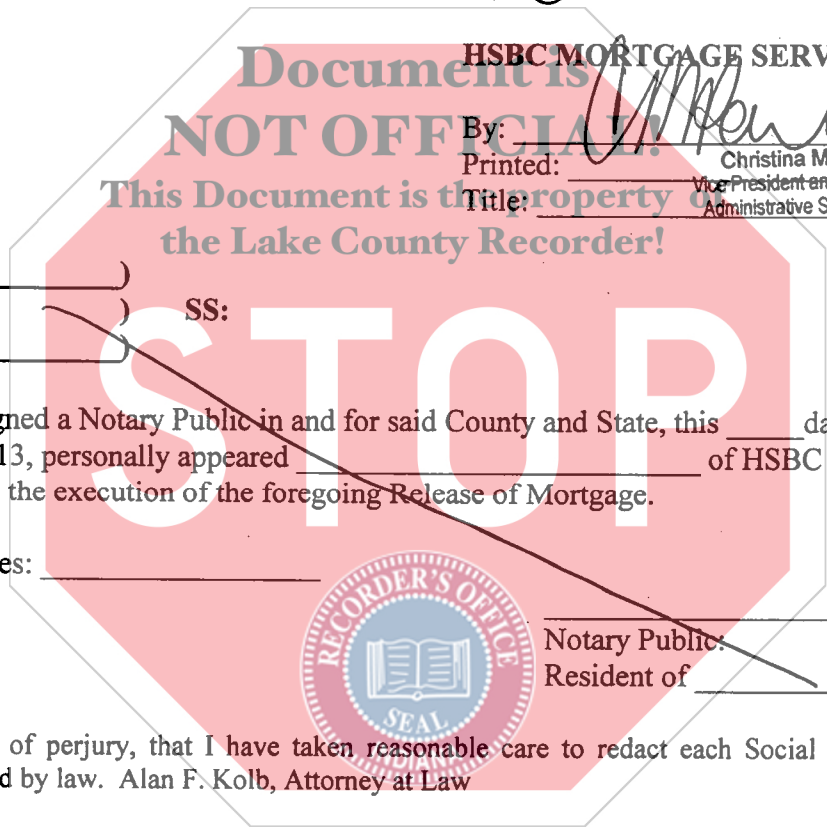 HSBC MORTGAGE SERV
Document is
NOT OFFICIAL!
This Document is the property of
the Lake County Recorder!
By:
Printed: Christina M
Vice President an
Title: Administrative S
)
) SS:
)
STOP
gned a Notary Public in and for said County and State, this ____ da
13, personally appeared ____ of HSBC
the execution of the foregoing Release of Mortgage.
es:
RECORDER'S OFFICE
SEAL
INDIANA
Notary Public:
Resident of
of perjury, that I have taken reasonable care to redact each Social
d by law. Alan F. Kolb, Attorney at Law